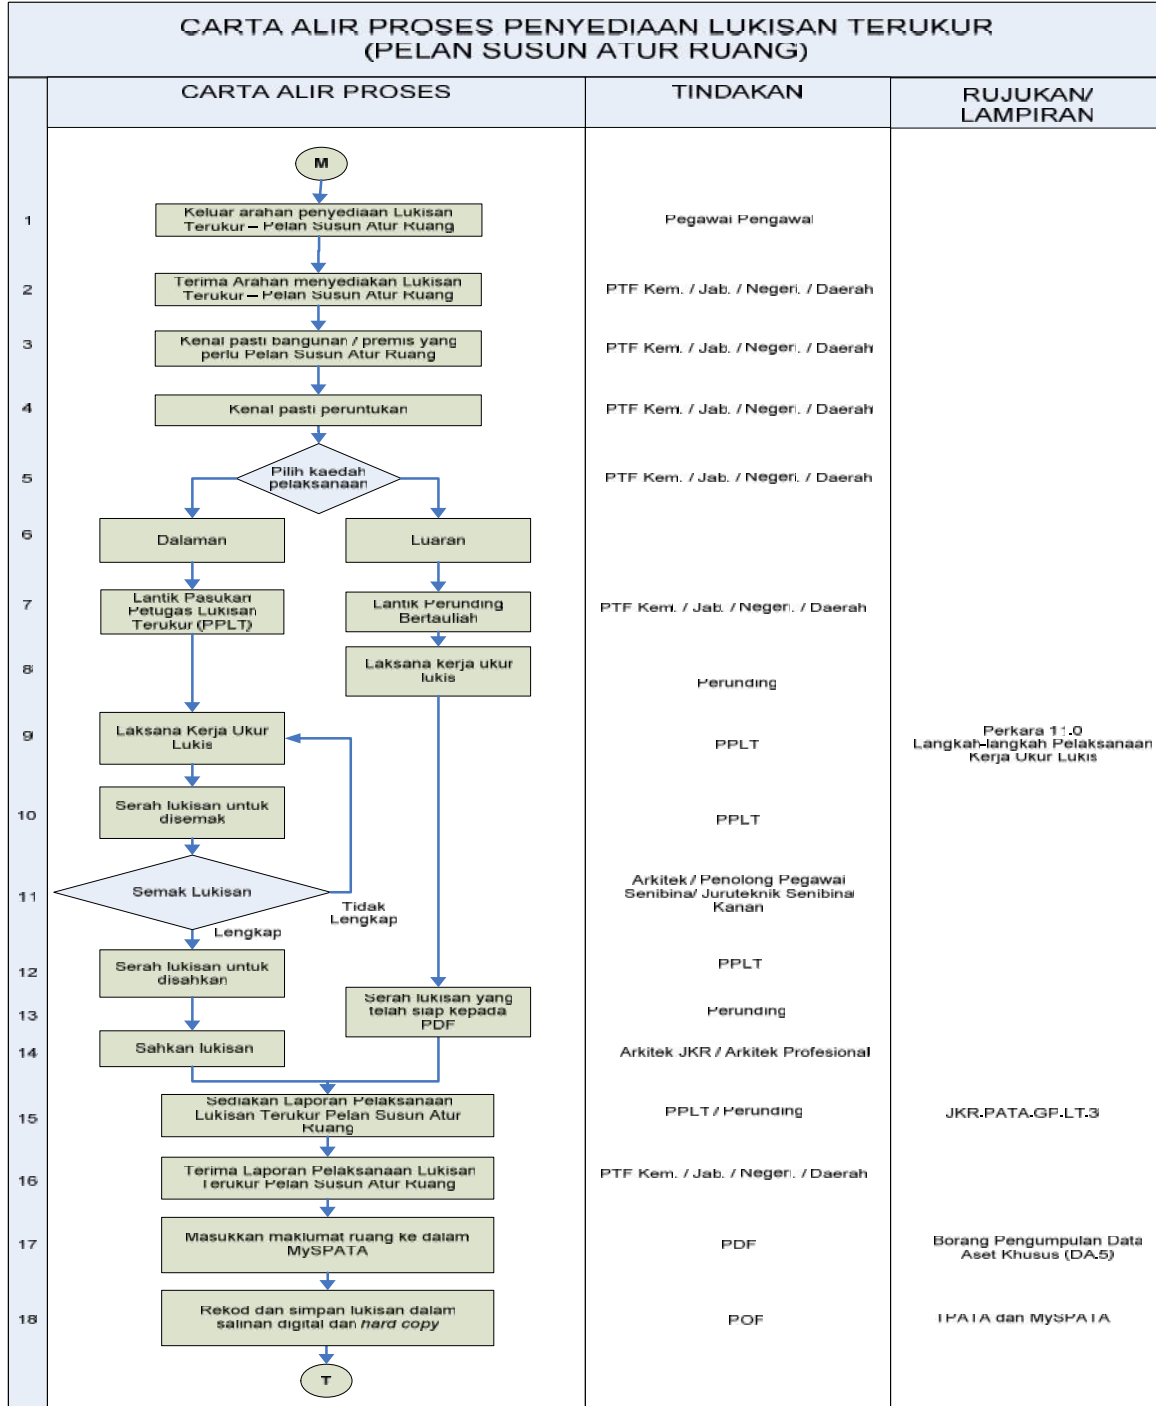 CARTA ALIR PROSES PENYEDIAAN LUKISAN TERUKUR
(PELAN SUSUN ATUR RUANG)
CARTA ALIR PROSES
TINDAKAN
RUJUKAN/
LAMPIRAN
M
1
Keluar arahan penyediaan Lukisan
Terukur – Pelan Susun Atur Ruang
Pegawai Pengawal
2
Terima Arahan menyediakan Lukisan
Terukur – Pelan Susun Atur Ruang
PTF Kem. / Jab. / Negeri. / Daerah
3
Kenal pasti bangunan / premis yang
perlu Pelan Susun Atur Ruang
PTF Kem. / Jab. / Negeri. / Daerah
4
Kenal pasti peruntukan
PTF Kem. / Jab. / Negeri. / Daerah
5
Pilih kaedah
pelaksanaan
PTF Kem. / Jab. / Negeri. / Daerah
6
Dalaman
Luaran
7
Lantik Pasukan
Petugas Lukisan
Terukur (PPLT)
Lantik Perunding
Bertauliah
PTF Kem. / Jab. / Negeri. / Daerah
8
Laksana kerja ukur
lukis
Perunding
9
Laksana Kerja Ukur
Lukis
PPLT
Perkara 11.0
Langkah-langkah Pelaksanaan
Kerja Ukur Lukis
10
Serah lukisan untuk
disemak
PPLT
11
Semak Lukisan
Tidak
Lengkap
Lengkap
Arkitek / Penolong Pegawai
Senibina/ Juruteknik Senibina
Kanan
12
Serah lukisan untuk
disahkan
PPLT
13
Serah lukisan yang
telah siap kepada
PDF
Perunding
14
Sahkan lukisan
Arkitek JKR / Arkitek Profesional
15
Sediakan Laporan Pelaksanaan
Lukisan Terukur Pelan Susun Atur
Ruang
PPLT / Perunding
JKR.PATA.GP.LT.3
16
Terima Laporan Pelaksanaan Lukisan
Terukur Pelan Susun Atur Ruang
PTF Kem. / Jab. / Negeri. / Daerah
17
Masukkan maklumat ruang ke dalam
MySPATA
PDF
Borang Pengumpulan Data
Aset Khusus (DA.5)
18
Rekod dan simpan lukisan dalam
salinan digital dan hard copy
POF
TPATA dan MySPATA
T